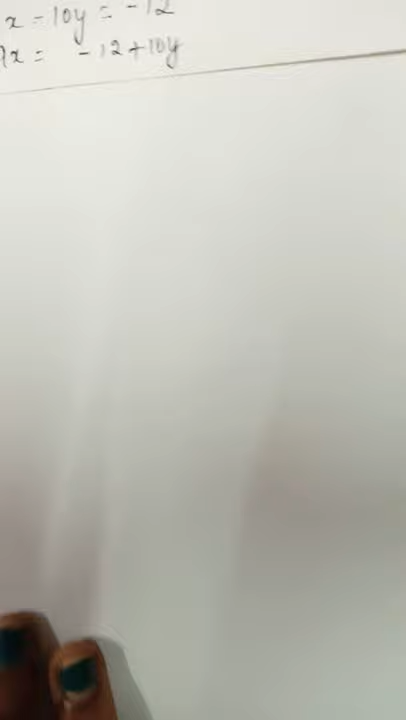 x - 10y = -12
x = -12 + 10y